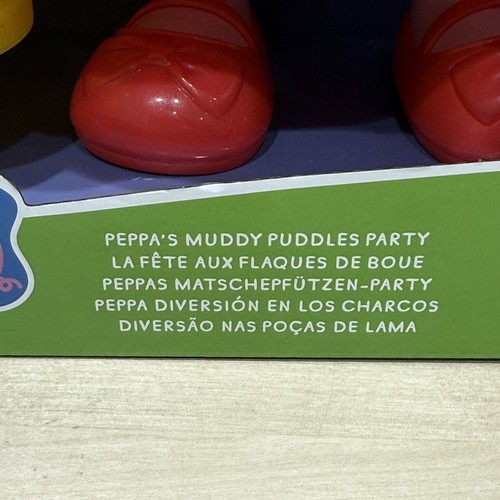 PEPPA'S MUDDY PUDDLES PARTY
LA FÊTE AUX FLAQUES DE BOUE
PEPPAS MATSCHEPFÜTZEN-PARTY
PEPPA DIVERSIÓN EN LOS CHARCOS
DIVERSÃO NAS POÇAS DE LAMA